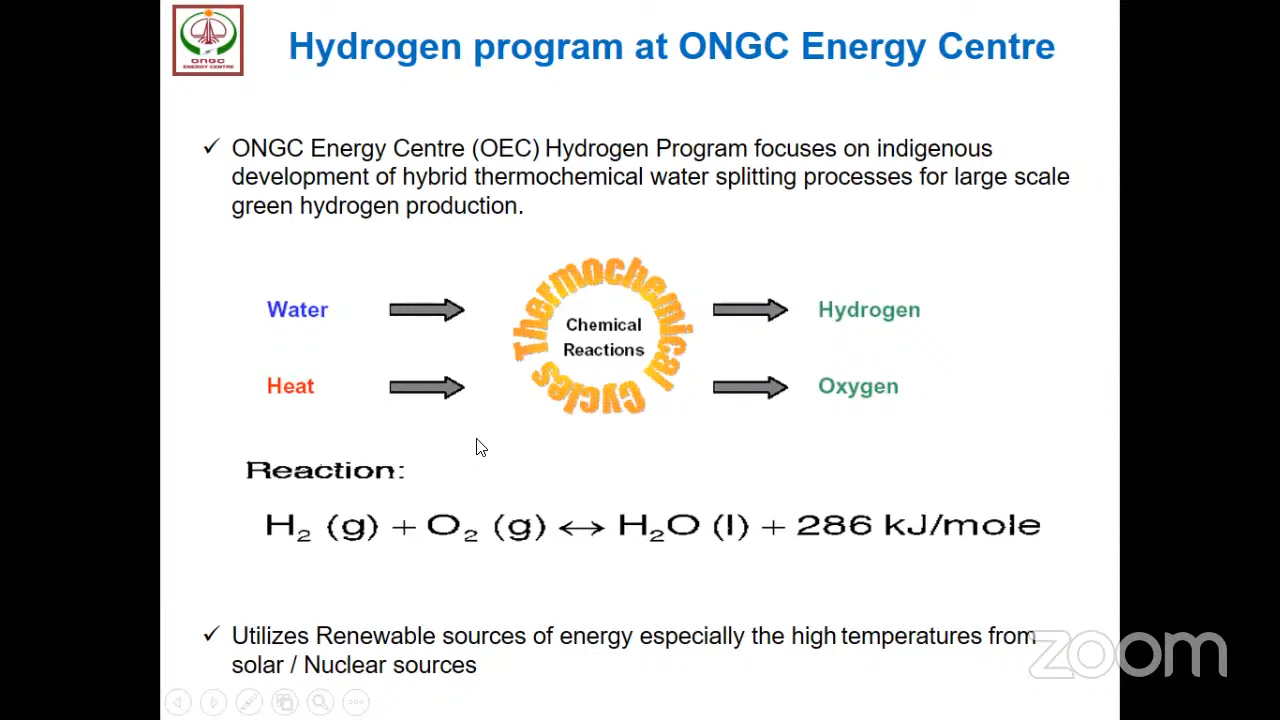 ONGC
ENERGY CENTRE
Hydrogen program at ONGC Energy Centre
✓ ONGC Energy Centre (OEC) Hydrogen Program focuses on indigenous
development of hybrid thermochemical water splitting processes for large scale
green hydrogen production.
Water
Heat
Thermochemical Cycles
Chemical
Reactions
Hydrogen
Oxygen
Reaction:
H₂ (g) + O₂ (g) ↔ H₂O (l) + 286 kJ/mole
✓ Utilizes Renewable sources of energy especially the high temperatures from
solar / Nuclear sources
zoom